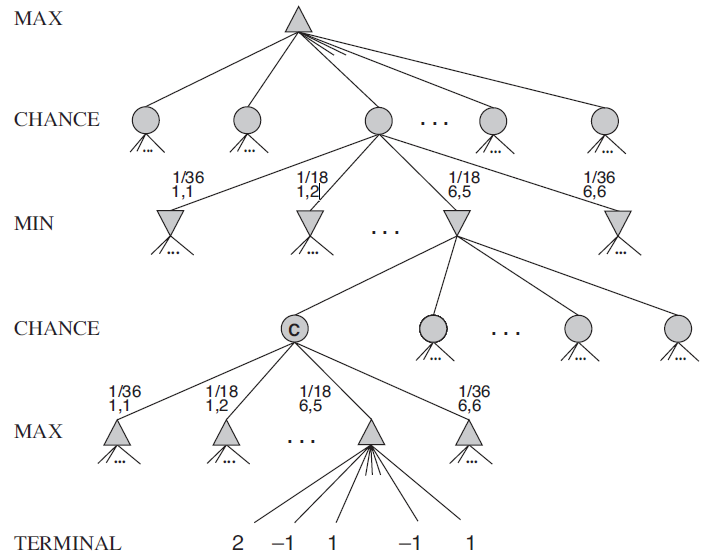 MAX
CHANCE
...
1/36 1/18 1/18 1/36
1,1 1,2 6,5 6,6
MIN
...
CHANCE
C
...
1/36 1/18 1/18 1/36
1,1 1,2 6,5 6,6
MAX
...
TERMINAL 2 −1 1 −1 1